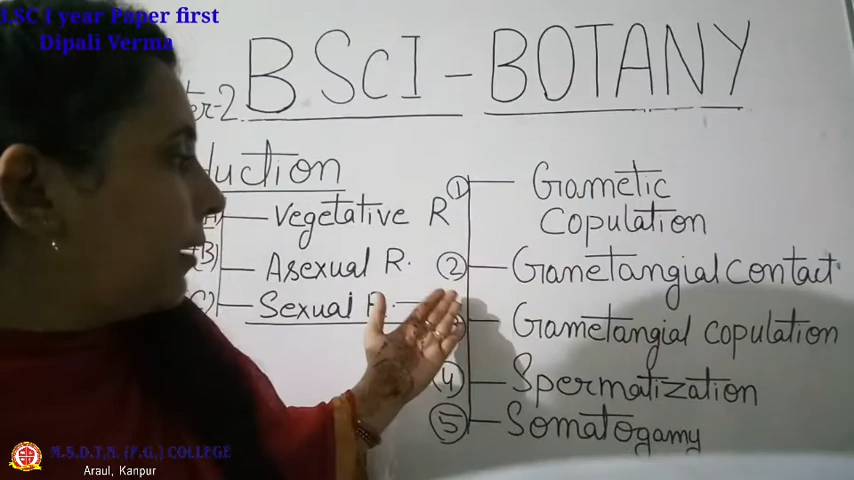 B.SC I year Paper first
Dipali Verma
BSCI - BOTANY
ter-2
duction
(A) Vegetative R
(B) Asexual R.
(C) Sexual R.
① Gametic
Copulation
② Ganetangial contact
Gametangial copulation
④ Spermatization
⑤ Somatogamy
M.S.D.T.N. (P.G.) COLLEGE
Araul, Kanpur